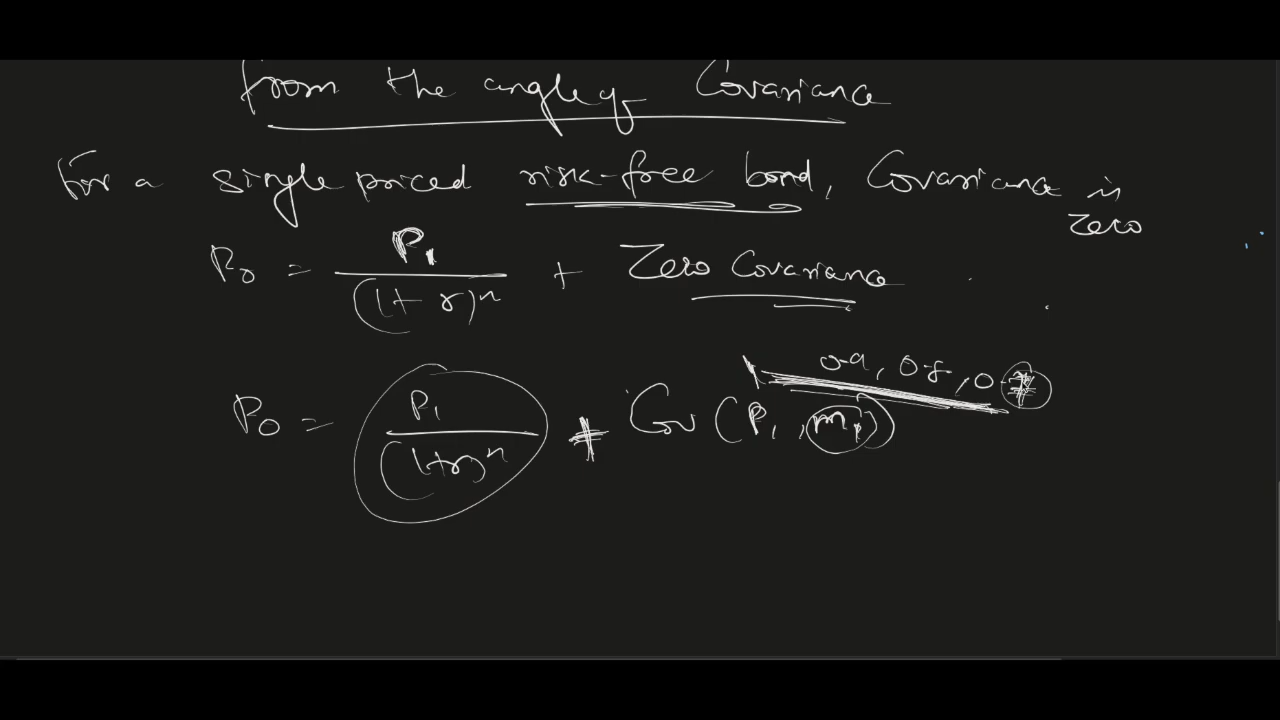 from the angle of Covariance
For a single priced risk-free bond, Covariance is zero
P₀ = P₁ / (1+r)ⁿ + Zero Covariance
0.9, 0.8, 0.7
P₀ = P₁ / (1+r)ⁿ + Cov (P₁, m₁)